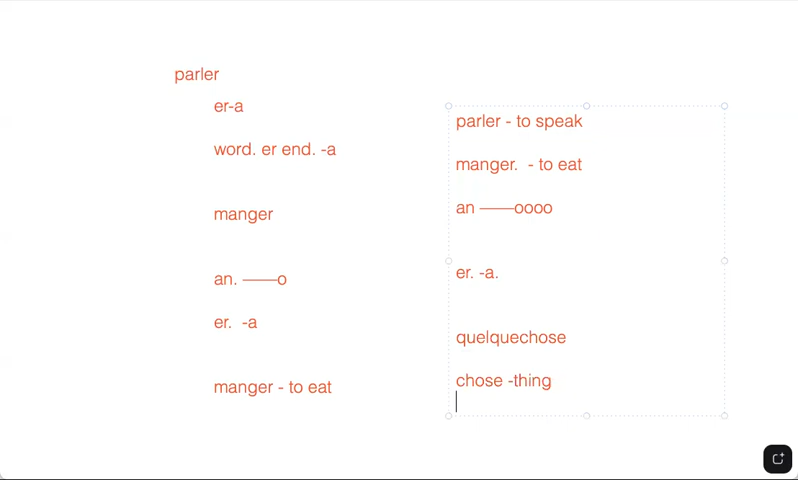 parler
er-a
word. er end. -a
manger
an. ——–o
er.  -a
manger - to eat
parler - to speak
manger.  - to eat
an ——–oooo
er. -a.
quelquechose
chose -thing